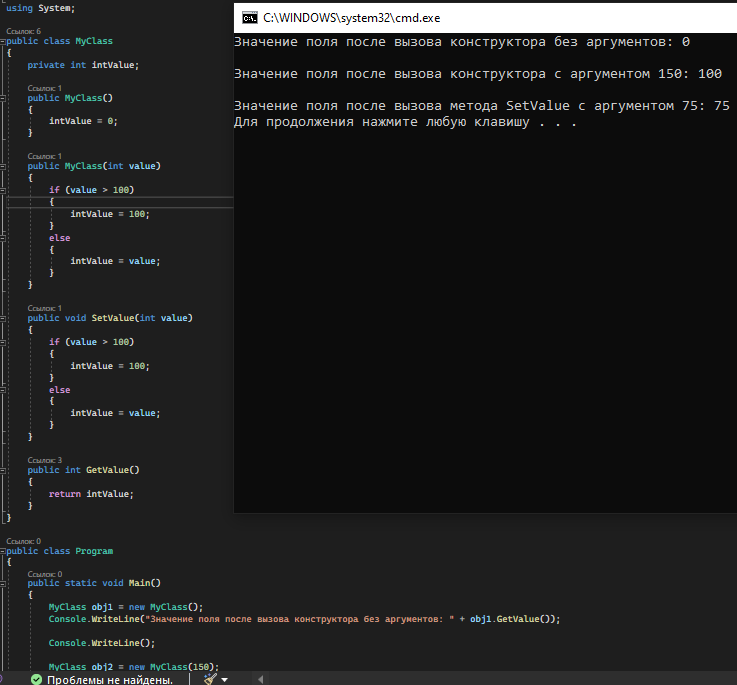 using System;
Ссылок: 6
public class MyClass
{
private int intValue;
Ссылок: 1
public MyClass()
{
intValue = 0;
}
Ссылок: 1
public MyClass(int value)
{
if (value > 100)
{
intValue = 100;
}
else
{
intValue = value;
}
}
Ссылок: 1
public void SetValue(int value)
{
if (value > 100)
{
intValue = 100;
}
else
{
intValue = value;
}
}
Ссылок: 3
public int GetValue()
{
return intValue;
}
}
Ссылок: 0
public class Program
{
Ссылок: 0
public static void Main()
{
MyClass obj1 = new MyClass();
Console.WriteLine("Значение поля после вызова конструктора без аргументов: " + obj1.GetValue());
Console.WriteLine();
MyClass obj2 = new MyClass(150);
Проблемы не найдены.
C:\WINDOWS\system32\cmd.exe
Значение поля после вызова конструктора без аргументов: 0
Значение поля после вызова конструктора с аргументом 150: 100
Значение поля после вызова метода SetValue с аргументом 75: 75
Для продолжения нажмите любую клавишу . . .